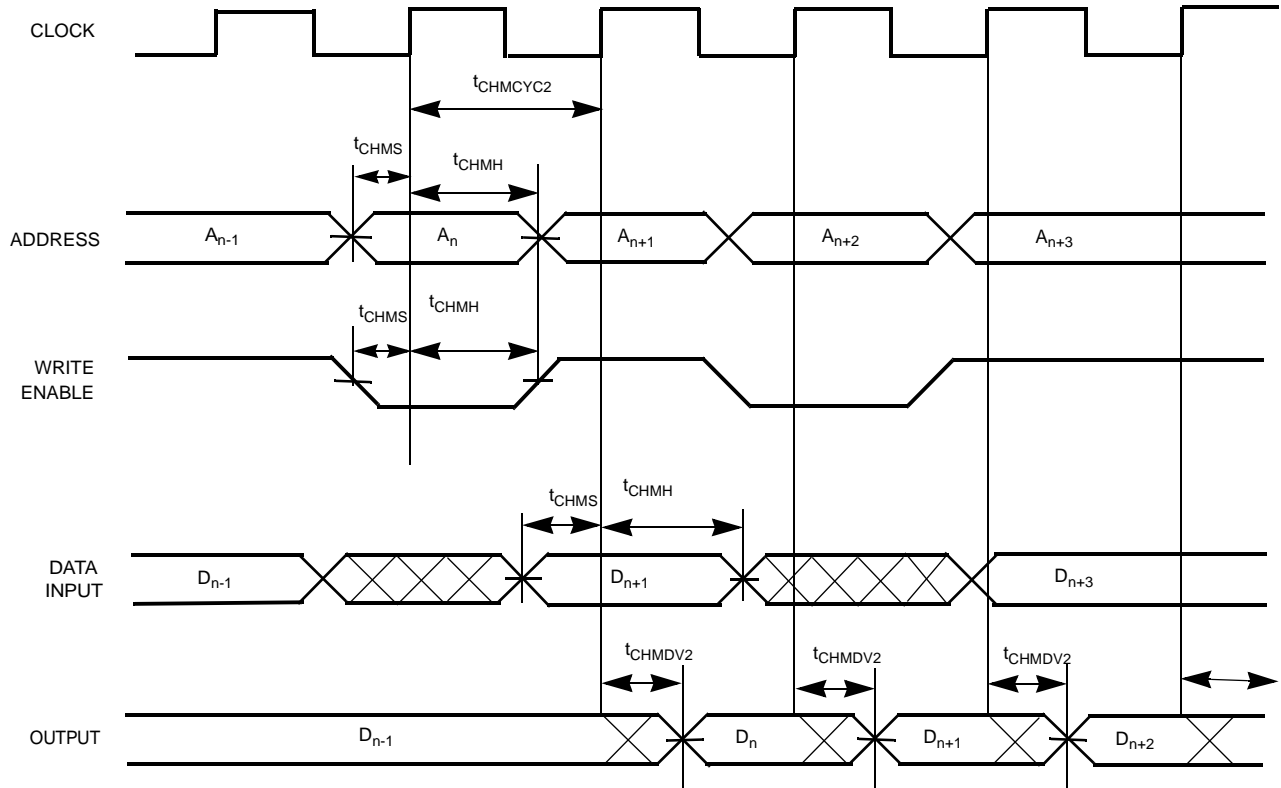 CLOCK
tCHMCYC2
tCHMS
tCHMH
ADDRESS
An-1
An
An+1
An+2
An+3
tCHMS
tCHMH
WRITE
ENABLE
tCHMS
tCHMH
DATA
INPUT
Dn-1
Dn+1
Dn+3
tCHMDV2
tCHMDV2
tCHMDV2
OUTPUT
Dn-1
Dn
Dn+1
Dn+2